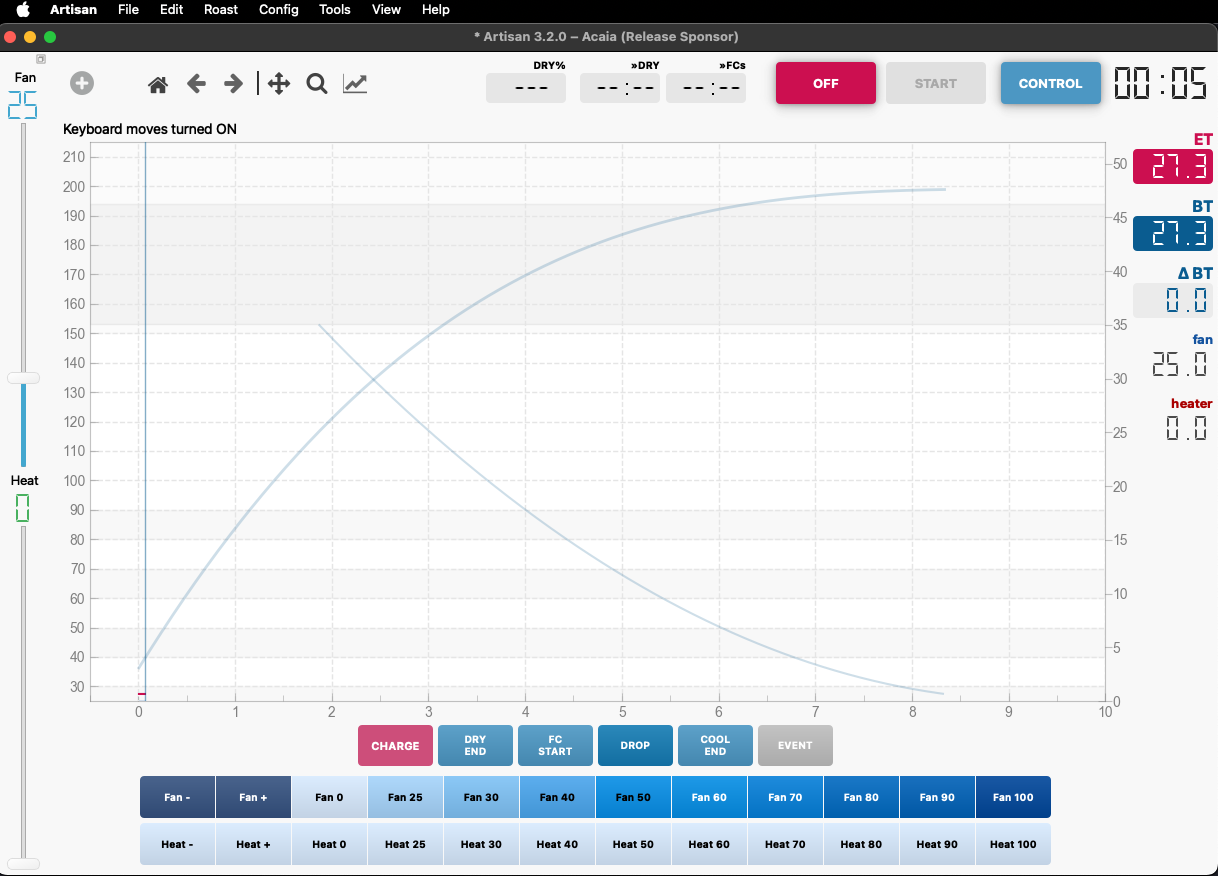 Artisan File Edit Roast Config Tools View Help
* Artisan 3.2.0 – Acaia (Release Sponsor)
Fan
25
DRY%
---
»DRY
--:--
»FCs
--:--
OFF
START
CONTROL
00:05
Keyboard moves turned ON
210
200
190
180
170
160
150
140
130
120
110
100
90
80
70
60
50
40
30
50
45
40
35
30
25
20
15
10
5
0
0 1 2 3 4 5 6 7 8 9 10
ET
27.3
BT
27.3
Δ BT
0.0
fan
25.0
heater
0.0
Heat
0
CHARGE
DRY
END
FC
START
DROP
COOL
END
EVENT
Fan - Fan + Fan 0 Fan 25 Fan 30 Fan 40 Fan 50 Fan 60 Fan 70 Fan 80 Fan 90 Fan 100
Heat - Heat + Heat 0 Heat 25 Heat 30 Heat 40 Heat 50 Heat 60 Heat 70 Heat 80 Heat 90 Heat 100